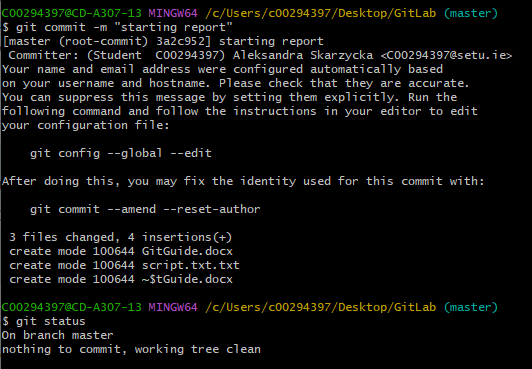 C00294397@CD-A307-13 MINGW64 /c/Users/c00294397/Desktop/GitLab (master)
$ git commit -m "starting report"
[master (root-commit) 3a2c952] starting report
 Committer: (Student  C00294397) Aleksandra Skarzycka <C00294397@setu.ie>
Your name and email address were configured automatically based
on your username and hostname. Please check that they are accurate.
You can suppress this message by setting them explicitly. Run the
following command and follow the instructions in your editor to edit
your configuration file:

    git config --global --edit

After doing this, you may fix the identity used for this commit with:

    git commit --amend --reset-author

 3 files changed, 4 insertions(+)
 create mode 100644 GitGuide.docx
 create mode 100644 script.txt.txt
 create mode 100644 ~$tGuide.docx

C00294397@CD-A307-13 MINGW64 /c/Users/c00294397/Desktop/GitLab (master)
$ git status
On branch master
nothing to commit, working tree clean